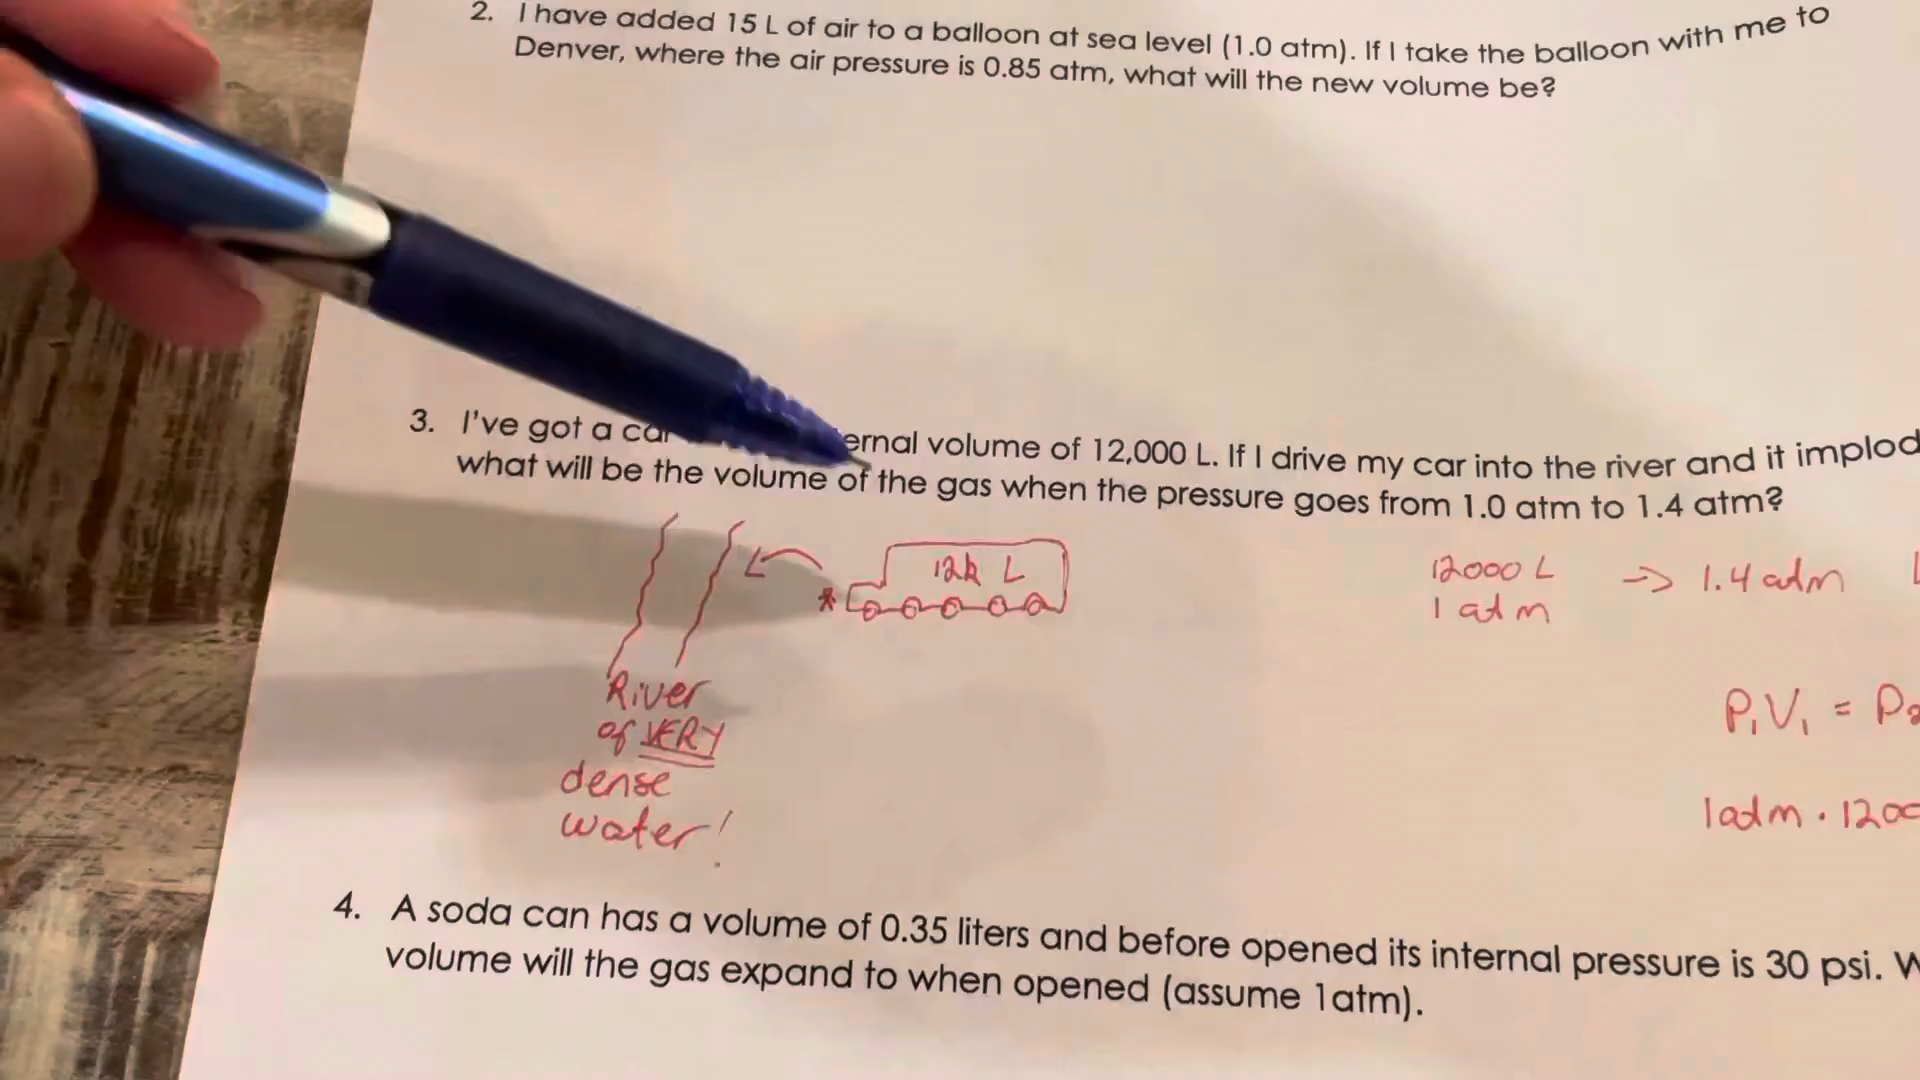 2. I have added 15 L of air to a balloon at sea level (1.0 atm). If I take the balloon with me to
Denver, where the air pressure is 0.85 atm, what will the new volume be?
3. I've got a car ernal volume of 12,000 L. If I drive my car into the river and it implod
what will be the volume of the gas when the pressure goes from 1.0 atm to 1.4 atm?
12k L
12000 L → 1.4 atm
1 atm
River
of VERY
dense
water!
P₁V₁ = P₂
1 atm · 1200
4. A soda can has a volume of 0.35 liters and before opened its internal pressure is 30 psi. W
volume will the gas expand to when opened (assume 1atm).